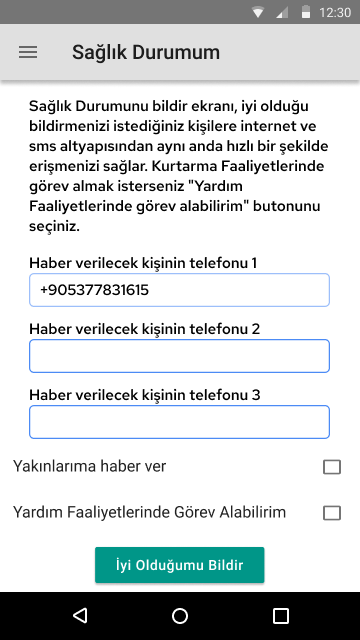 12:30
Sağlık Durumum
Sağlık Durumunu bildir ekranı, iyi olduğu
bildirmenizi istediğiniz kişilere internet ve
sms altyapısından aynı anda hızlı bir şekilde
erişmenizi sağlar. Kurtarma Faaliyetlerinde
görev almak isterseniz "Yardım
Faaliyetlerinde görev alabilirim" butonunu
seçiniz.
Haber verilecek kişinin telefonu 1
+905377831615
Haber verilecek kişinin telefonu 2
Haber verilecek kişinin telefonu 3
Yakınlarıma haber ver
Yardım Faaliyetlerinde Görev Alabilirim
İyi Olduğumu Bildir